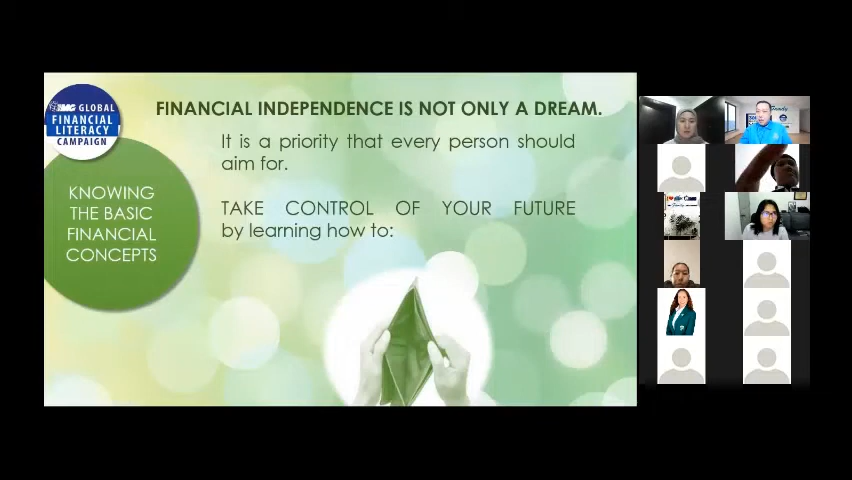 IMG GLOBAL
FINANCIAL
LITERACY
CAMPAIGN
KNOWING
THE BASIC
FINANCIAL
CONCEPTS
FINANCIAL INDEPENDENCE IS NOT ONLY A DREAM.
It is a priority that every person should
aim for.
TAKE CONTROL OF YOUR FUTURE
by learning how to: